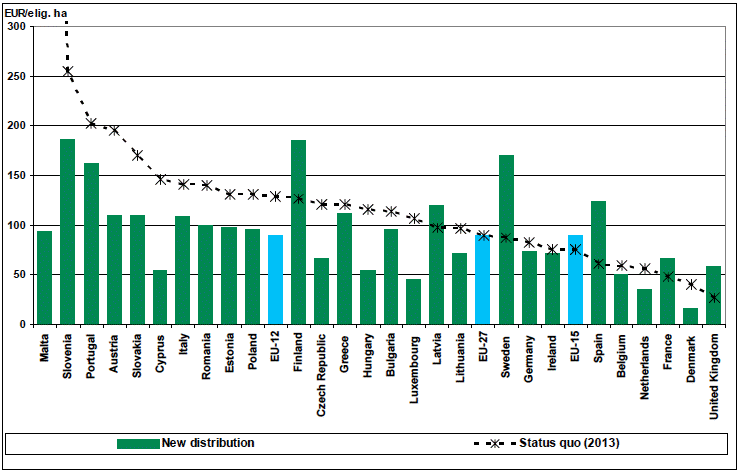 EUR/elig. ha
300
250
200
150
100
50
0
Malta
Slovenia
Portugal
Austria
Slovakia
Cyprus
Italy
Romania
Estonia
Poland
EU-12
Finland
Czech Republic
Greece
Hungary
Bulgaria
Luxembourg
Latvia
Lithuania
EU-27
Sweden
Germany
Ireland
EU-15
Spain
Belgium
Netherlands
France
Denmark
United Kingdom
New distribution
Status quo (2013)